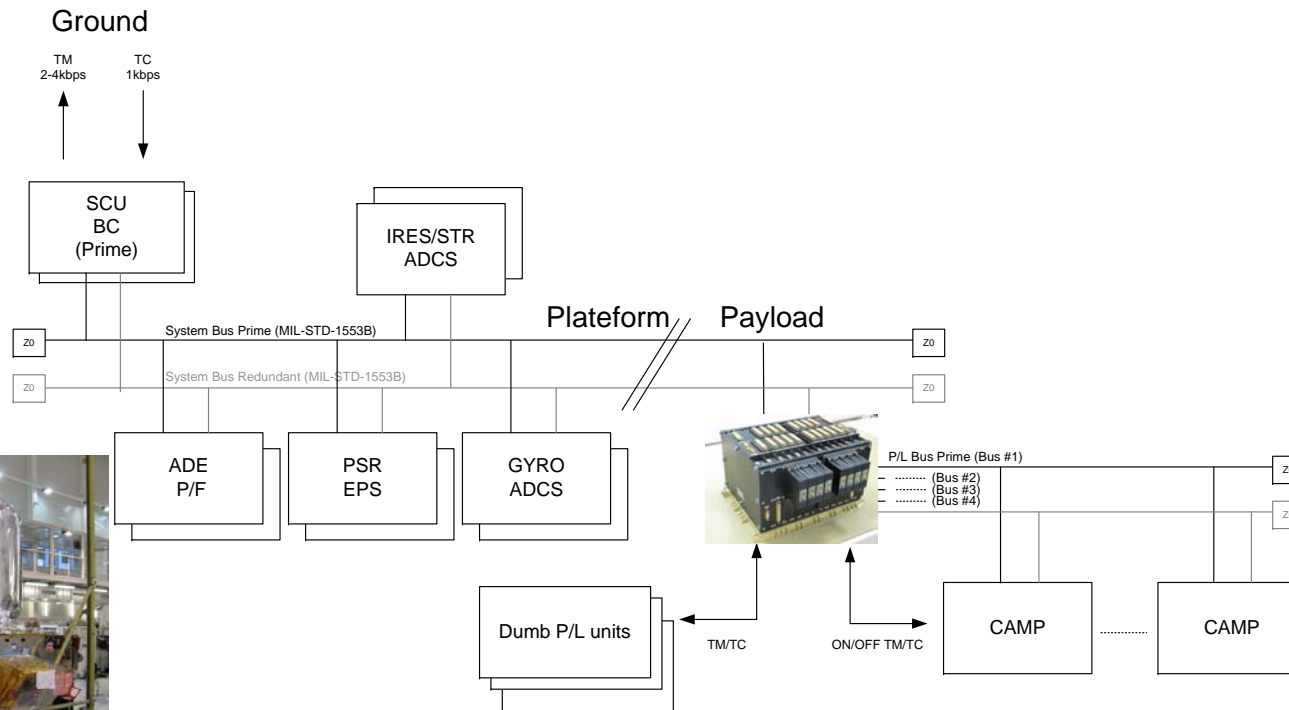 Ground
TM
2-4kbps
TC
1kbps
SCU
BC
(Prime)
IRES/STR
ADCS
Plateform
Payload
System Bus Prime (MIL-STD-1553B)
Z0
Z0
System Bus Redundant (MIL-STD-1553B)
Z0
Z0
ADE
P/F
PSR
EPS
GYRO
ADCS
P/L Bus Prime (Bus #1)
(Bus #2)
(Bus #3)
(Bus #4)
Dumb P/L units
TM/TC
ON/OFF TM/TC
CAMP
CAMP